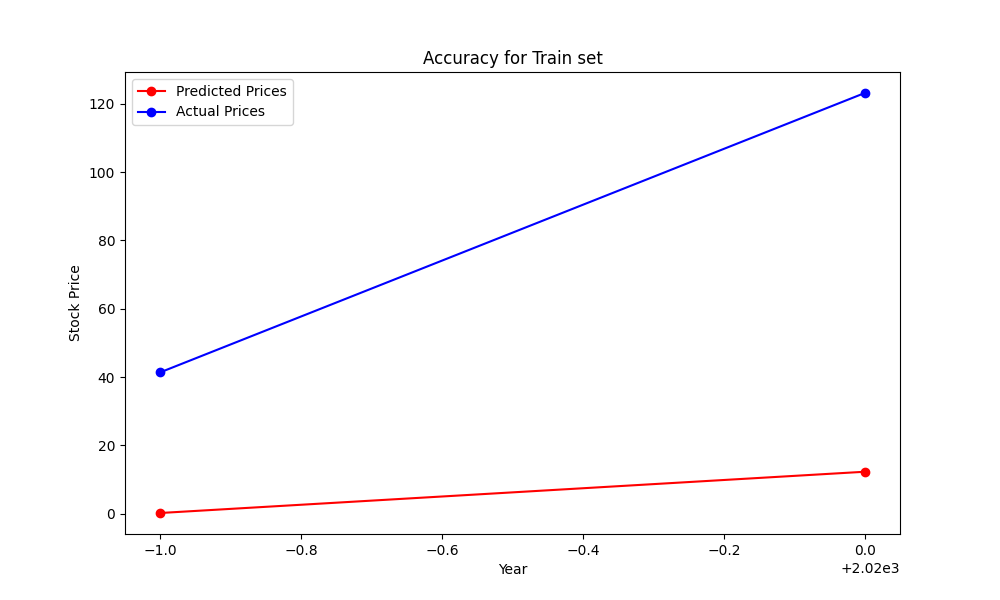 Accuracy for Train set
Predicted Prices
Actual Prices
120
100
80
60
40
20
0
Stock Price
−1.0 −0.8 −0.6 −0.4 −0.2 0.0
+2.02e3
Year